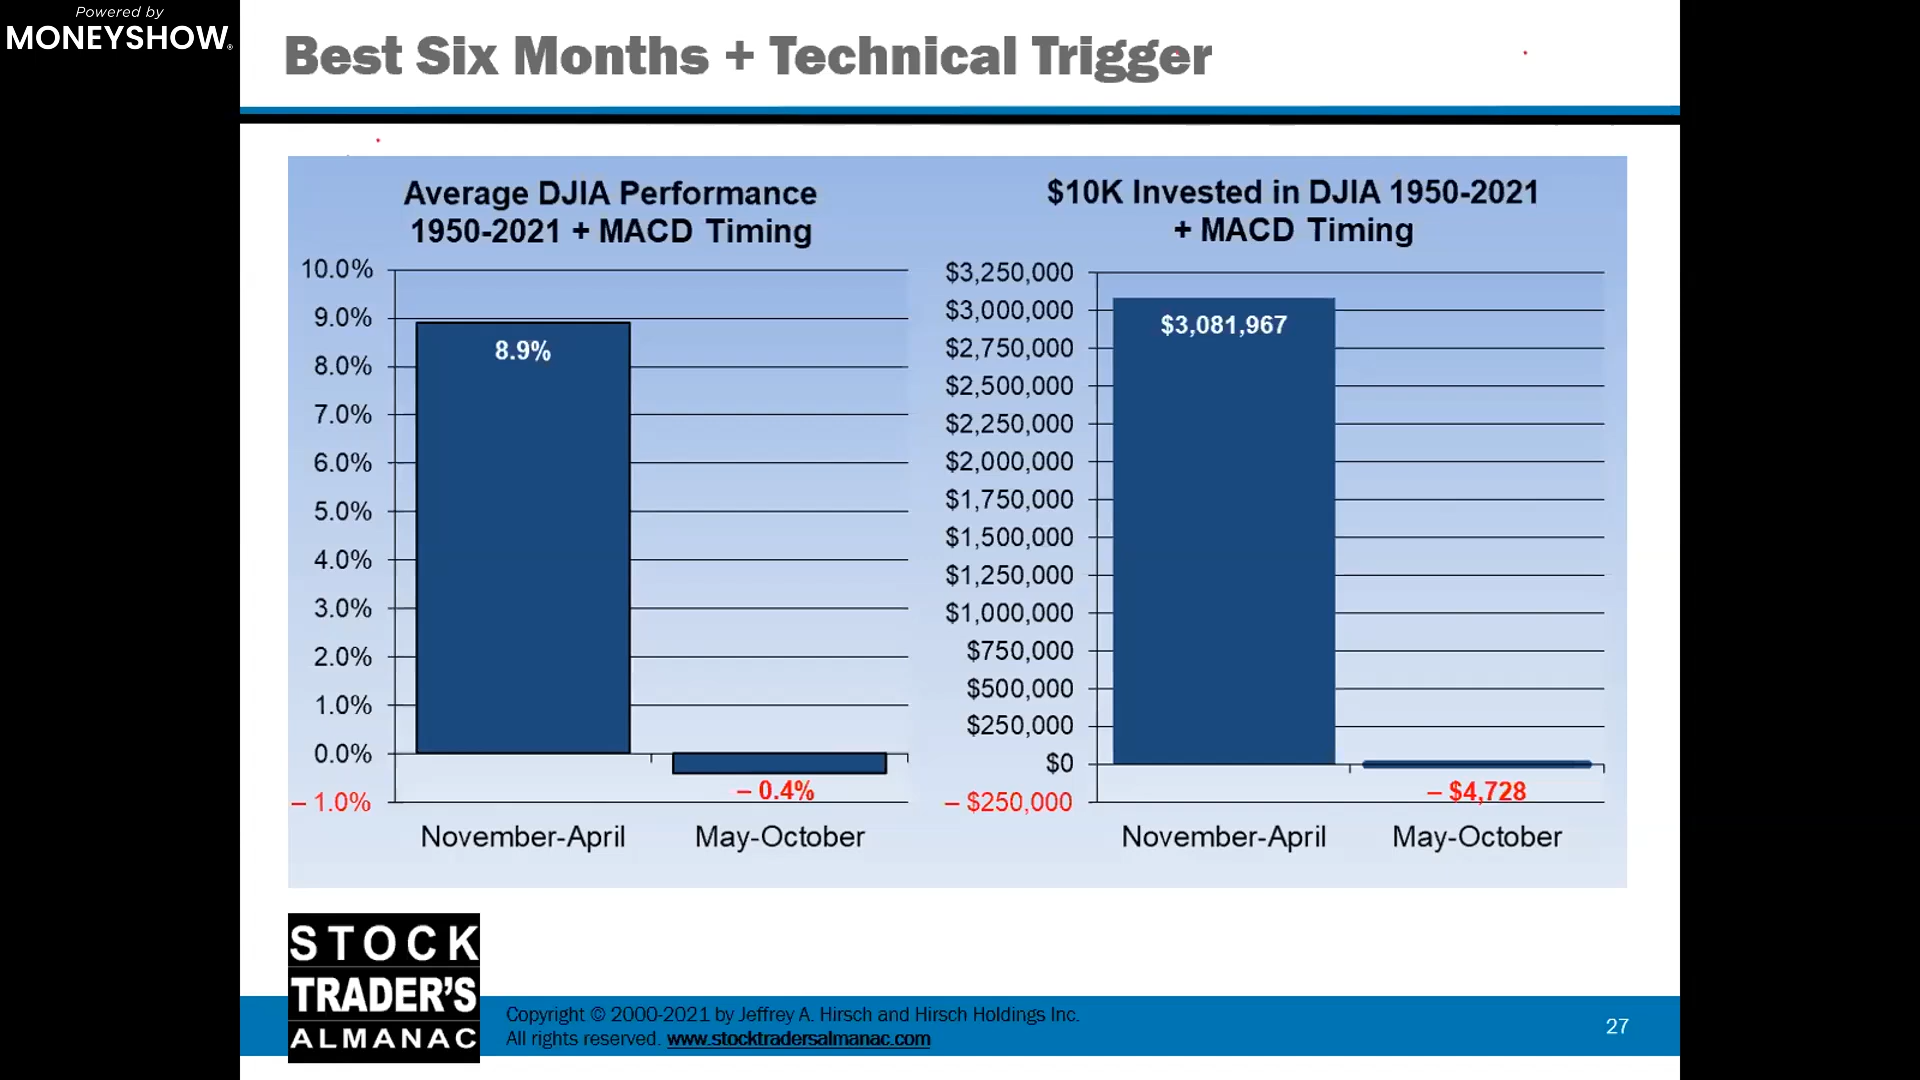 Powered by
MONEYSHOW®
Best Six Months + Technical Trigger
Average DJIA Performance
1950-2021 + MACD Timing
10.0%
9.0%
8.0%
7.0%
6.0%
5.0%
4.0%
3.0%
2.0%
1.0%
0.0%
– 1.0%
8.9%
– 0.4%
November-April
May-October
$10K Invested in DJIA 1950-2021
+ MACD Timing
$3,250,000
$3,000,000
$2,750,000
$2,500,000
$2,250,000
$2,000,000
$1,750,000
$1,500,000
$1,250,000
$1,000,000
$750,000
$500,000
$250,000
$0
– $250,000
$3,081,967
– $4,728
November-April
May-October
STOCK
TRADER'S
ALMANAC
Copyright © 2000-2021 by Jeffrey A. Hirsch and Hirsch Holdings Inc.
All rights reserved. www.stocktradersalmanac.com
27